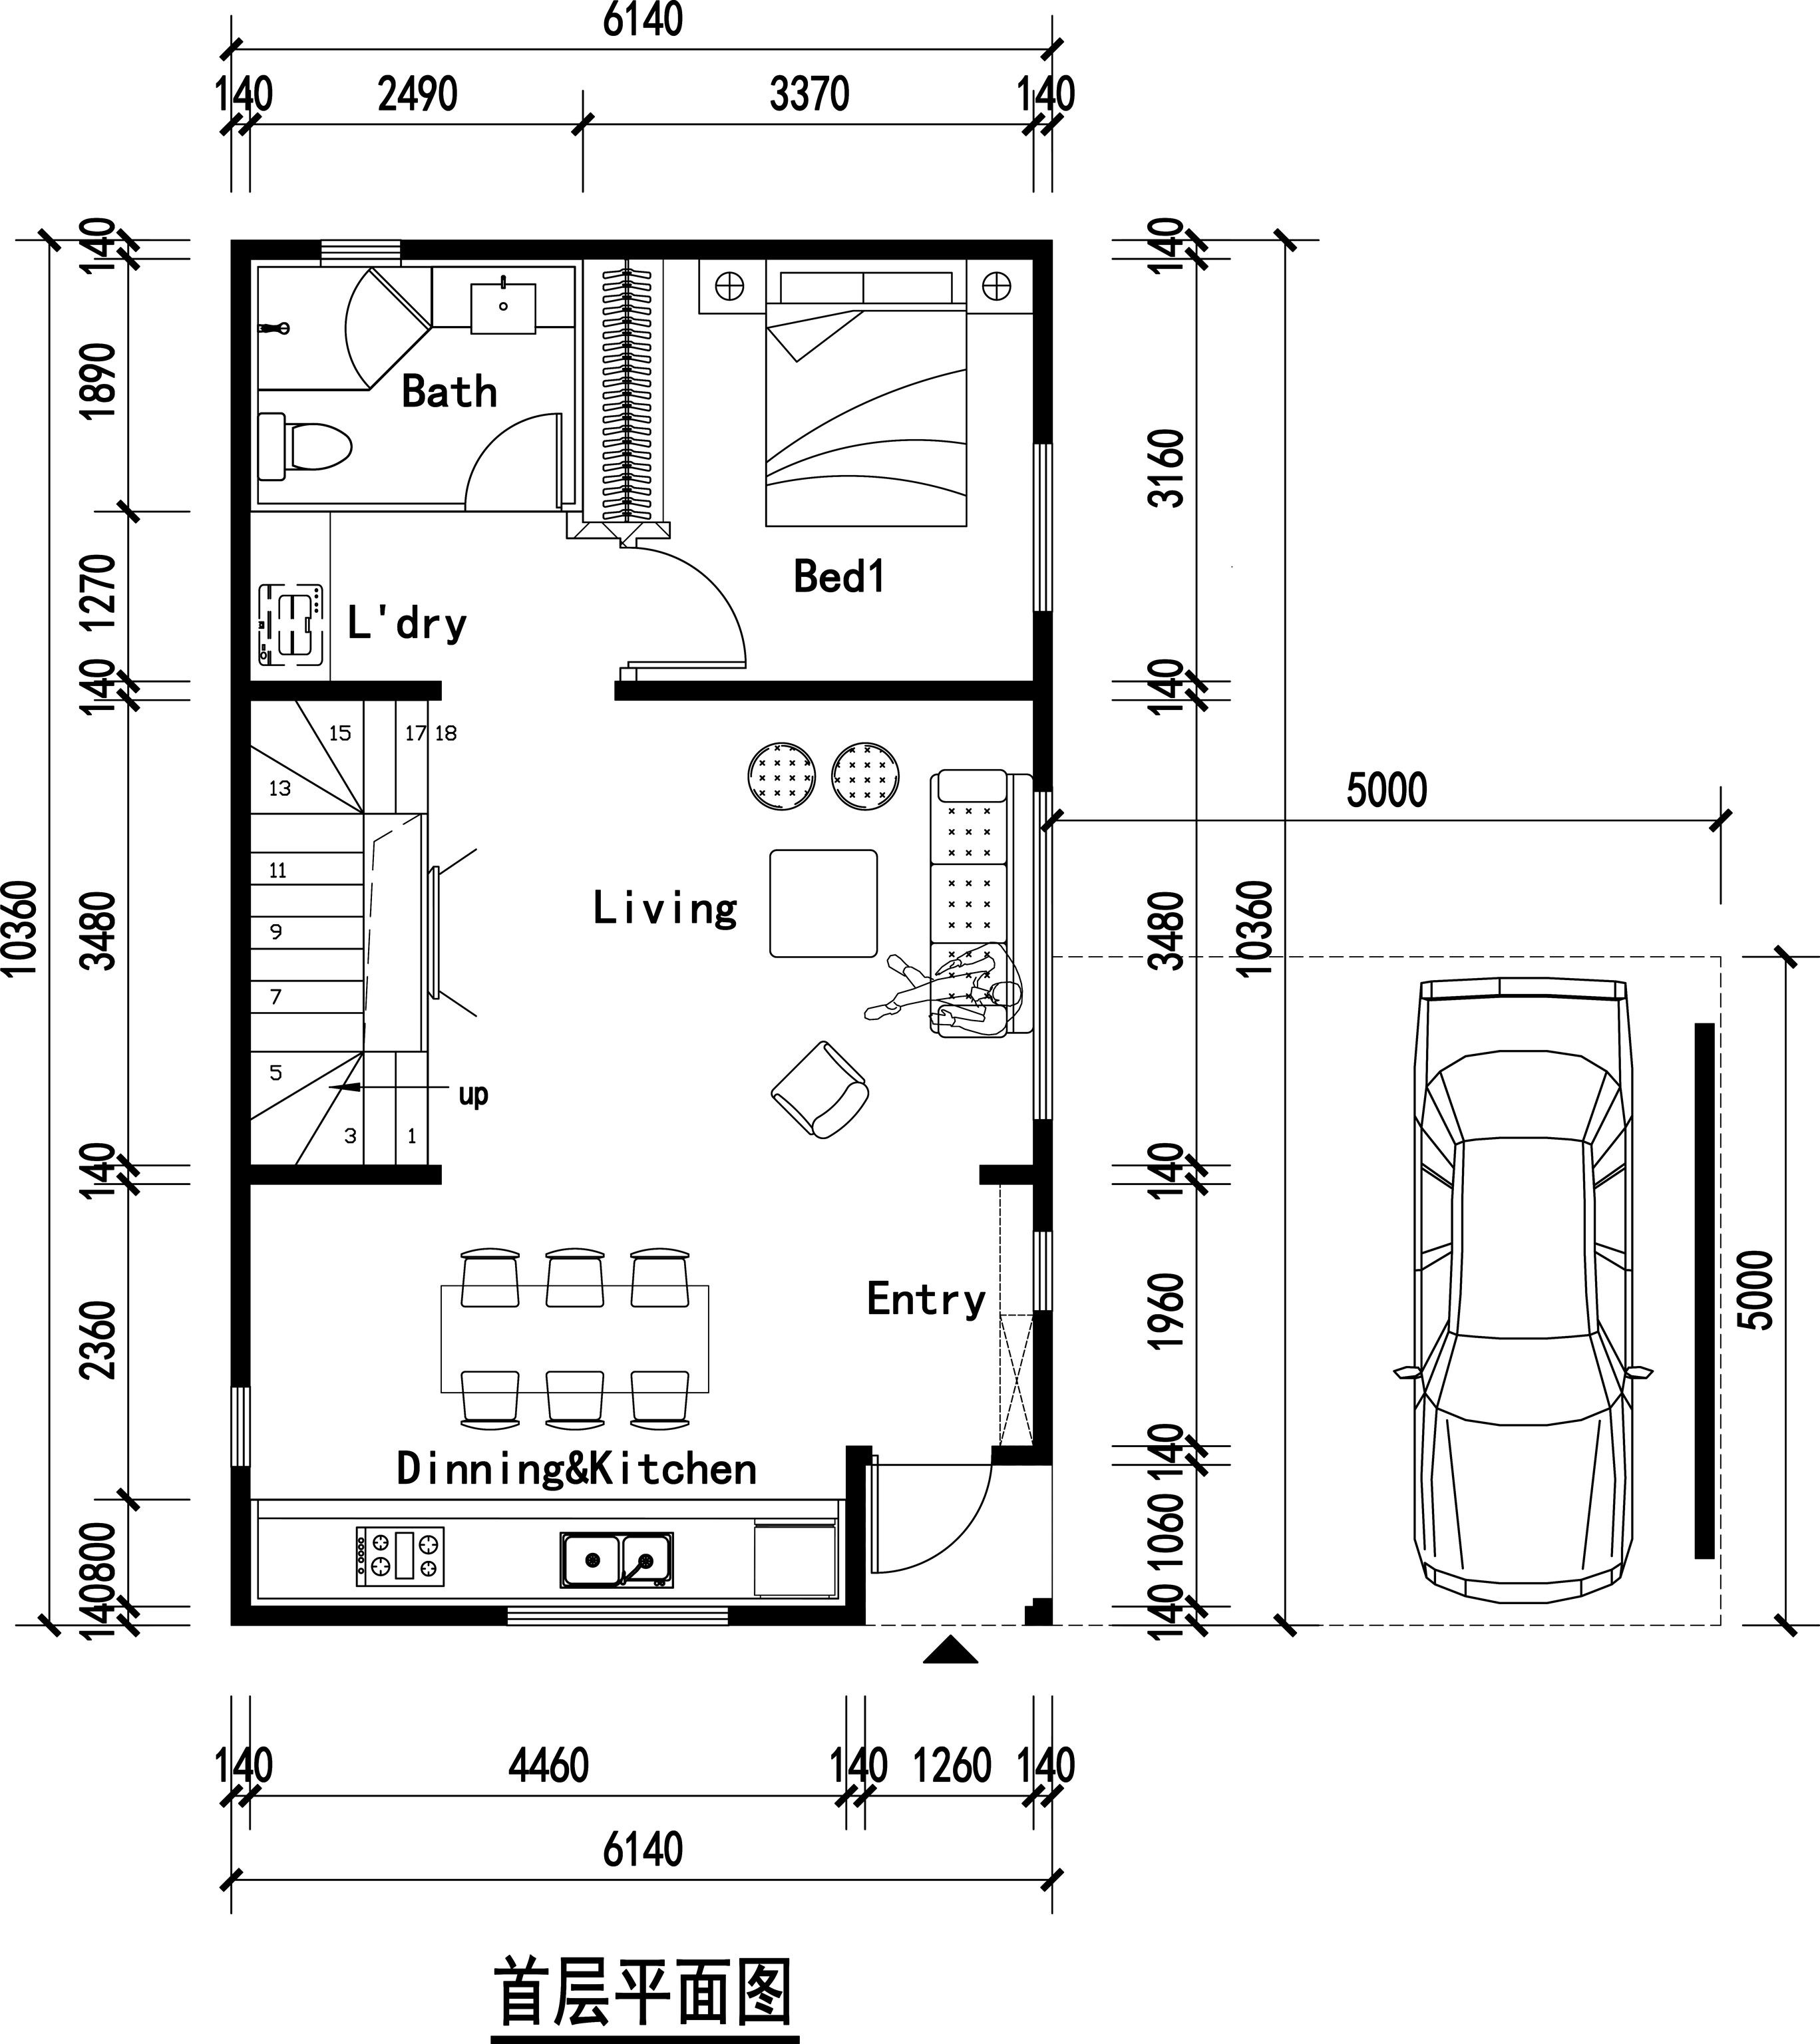 6140
140 2490 3370 140
140 140
1890 3160
Bath
Bed1
1270
L'dry
140 140
15 17 18
13
5000
11
Living
10360 3480 3480 10360
9
7
5
up
3 1
140 140
5000
Entry
2360 1960
140
Dinning&Kitchen
800 1060
140 140
140 4460 140 1260 140
6140
首层平面图